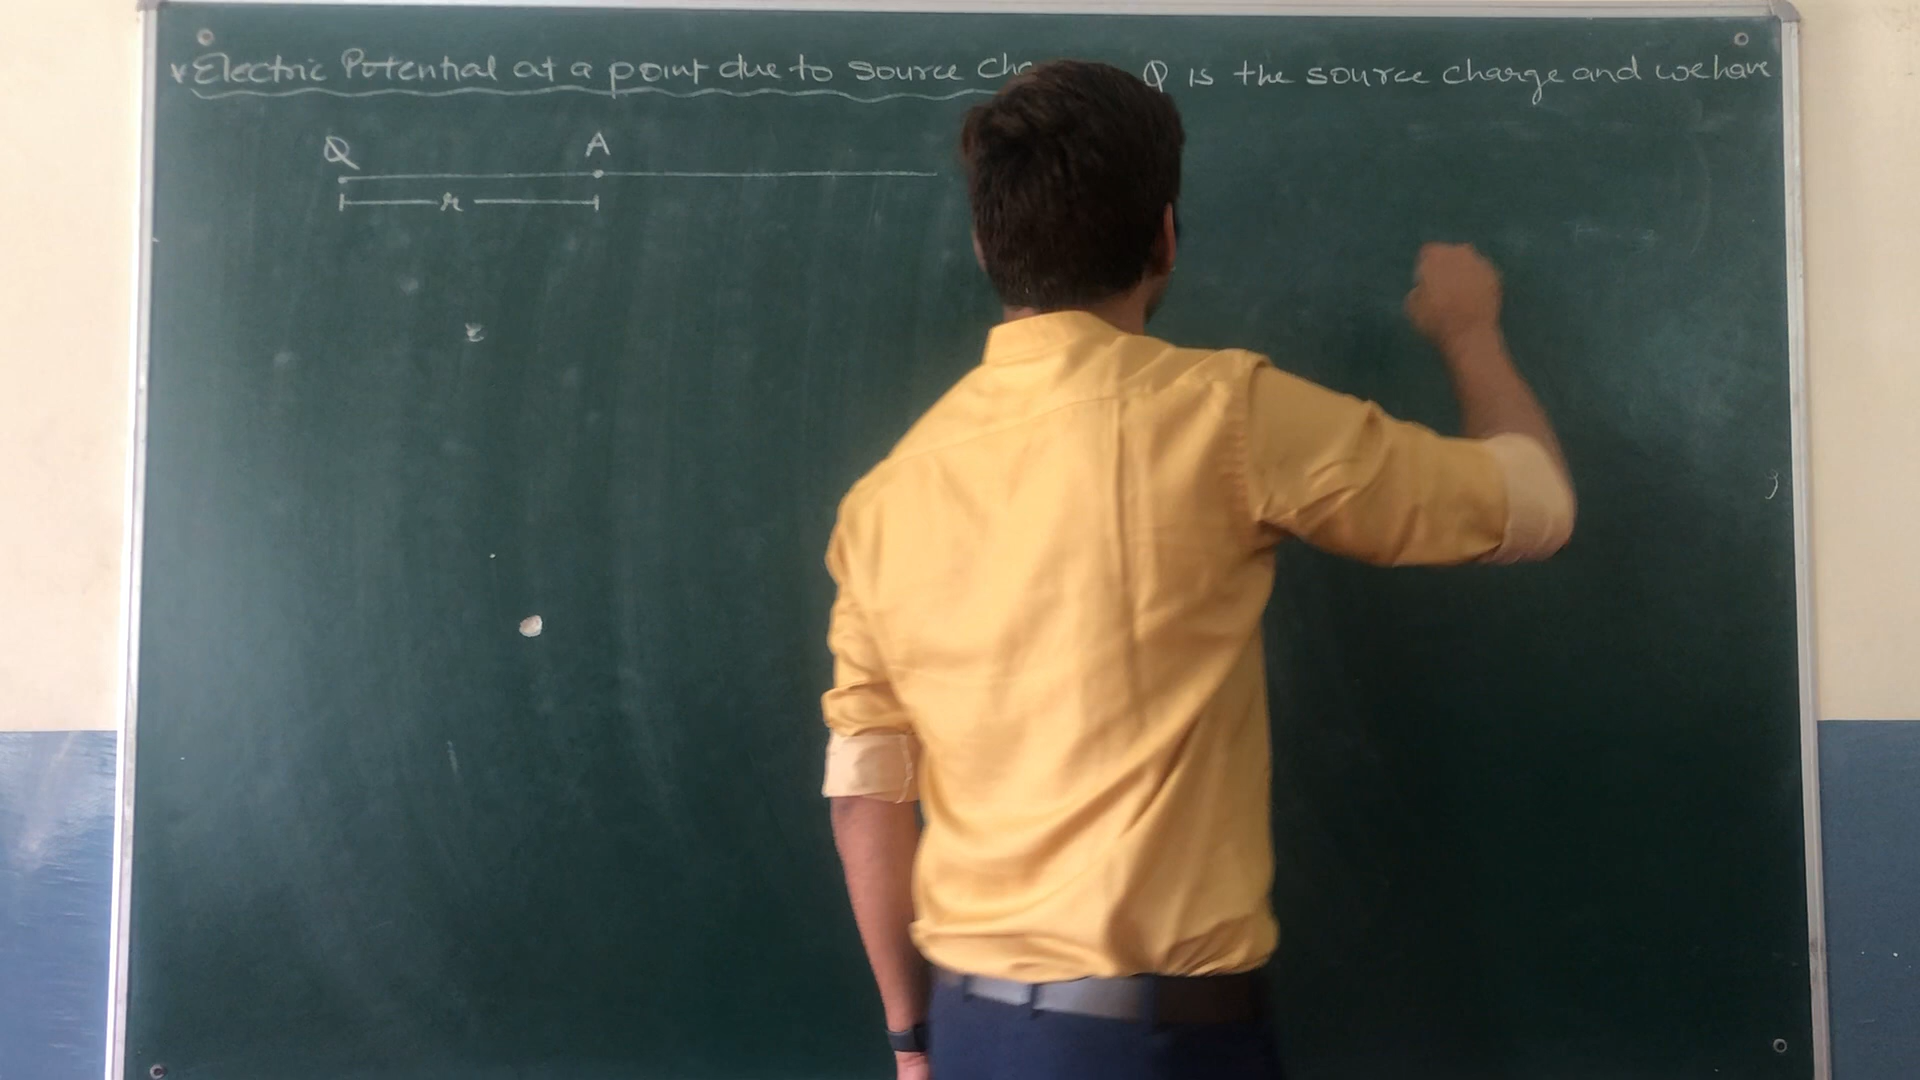 Electric Potential at a point due to source
Q is the source charge and we have
Q A
r